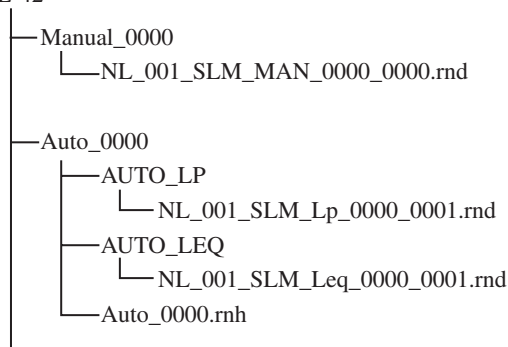 Manual_0000
NL_001_SLM_MAN_0000_0000.rnd
Auto_0000
AUTO_LP
NL_001_SLM_Lp_0000_0001.rnd
AUTO_LEQ
NL_001_SLM_Leq_0000_0001.rnd
Auto_0000.rnh